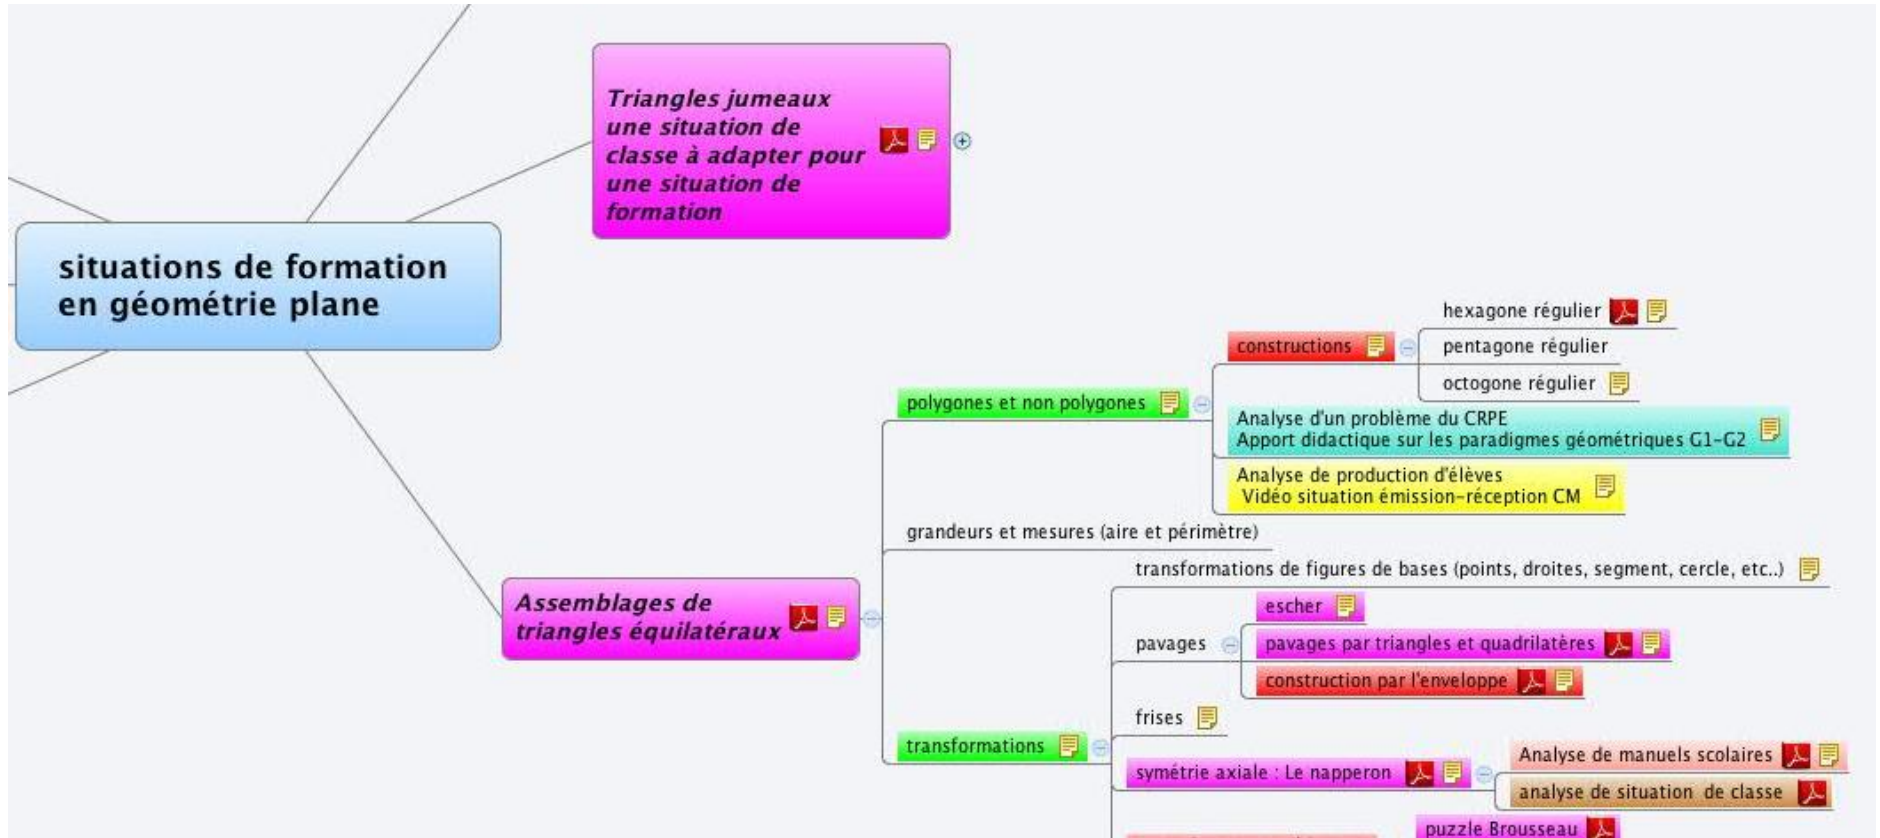 Triangles jumeaux
une situation de
classe à adapter pour
une situation de
formation
situations de formation
en géométrie plane
hexagone régulier
constructions
pentagone régulier
octogone régulier
polygones et non polygones
Analyse d'un problème du CRPE
Apport didactique sur les paradigmes géométriques G1-G2
Analyse de production d'élèves
Vidéo situation émission-réception CM
grandeurs et mesures (aire et périmètre)
transformations de figures de bases (points, droites, segment, cercle, etc..)
Assemblages de
triangles équilatéraux
escher
pavages
pavages par triangles et quadrilatères
construction par l'enveloppe
frises
transformations
Analyse de manuels scolaires
symétrie axiale : Le napperon
analyse de situation de classe
puzzle Brousseau